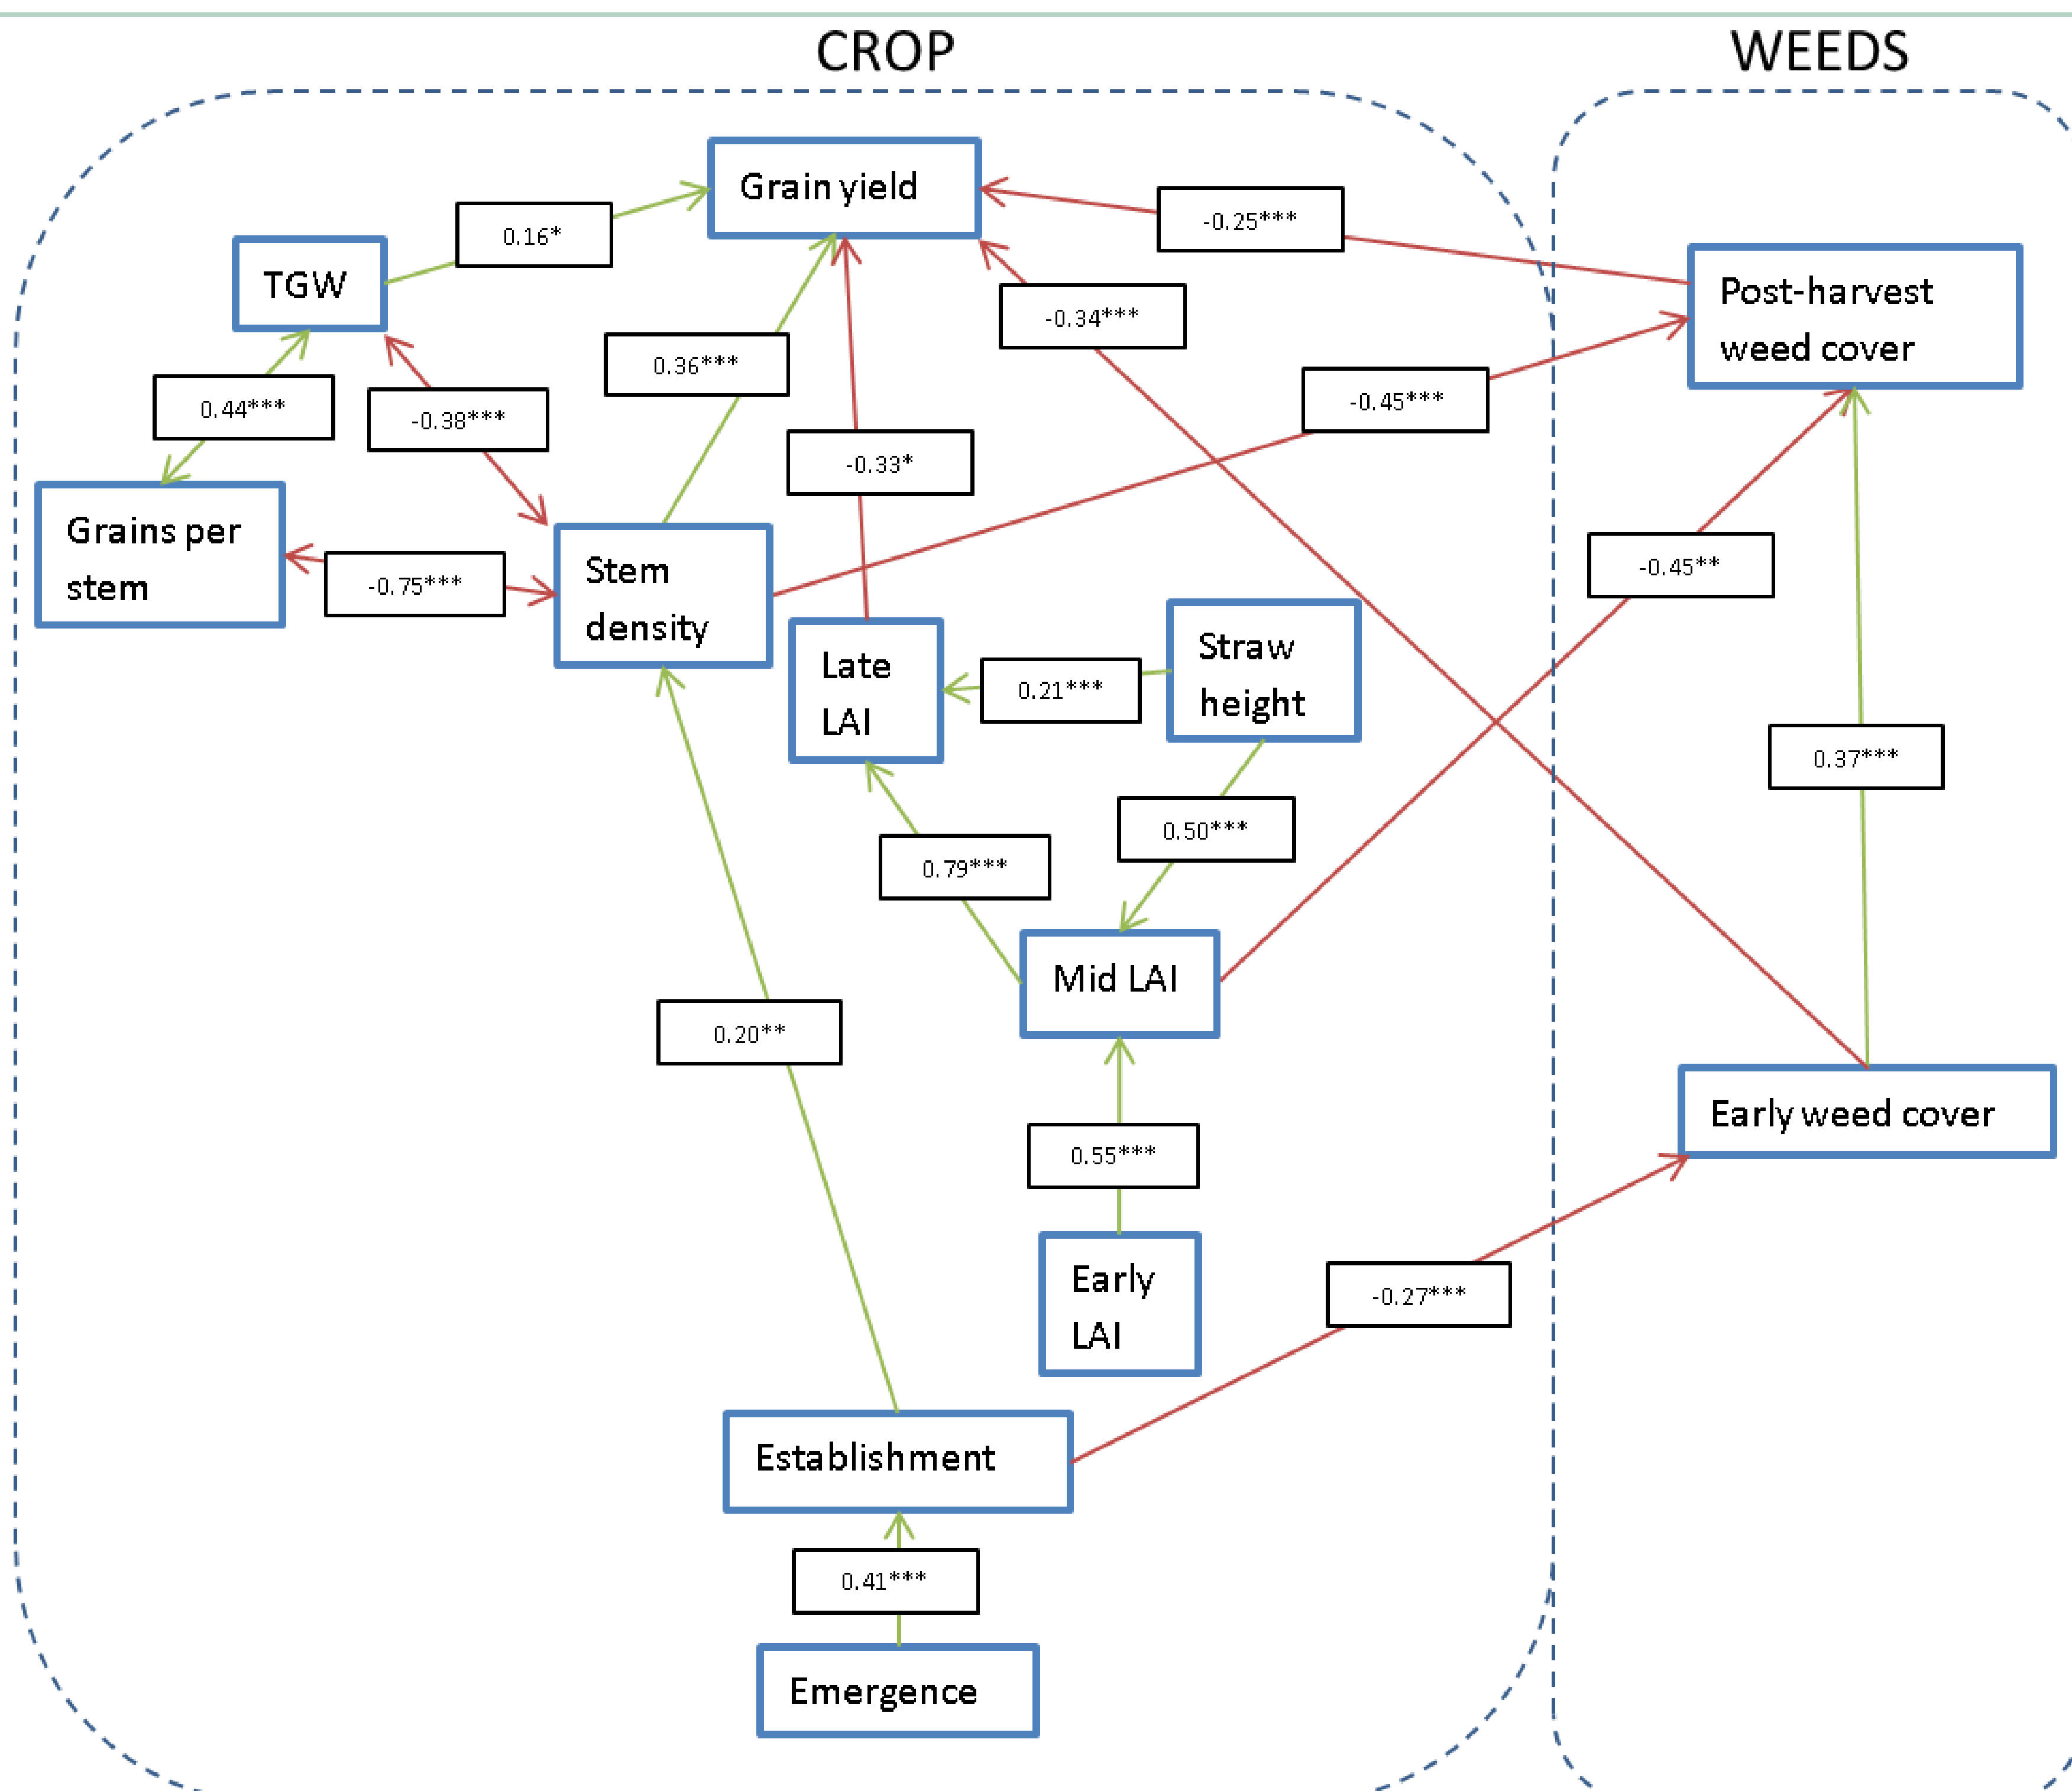 CROP
WEEDS
Grain yield
-0.25***
0.16*
TGW
Post-harvest
weed cover
-0.34***
0.36***
0.44***
-0.38***
-0.45***
-0.33*
Grains per
stem
-0.75***
Stem
density
-0.45**
Late
LAI
0.21***
Straw
height
0.37***
0.50***
0.79***
Mid LAI
0.20**
Early weed cover
0.55***
Early
LAI
-0.27***
Establishment
0.41***
Emergence